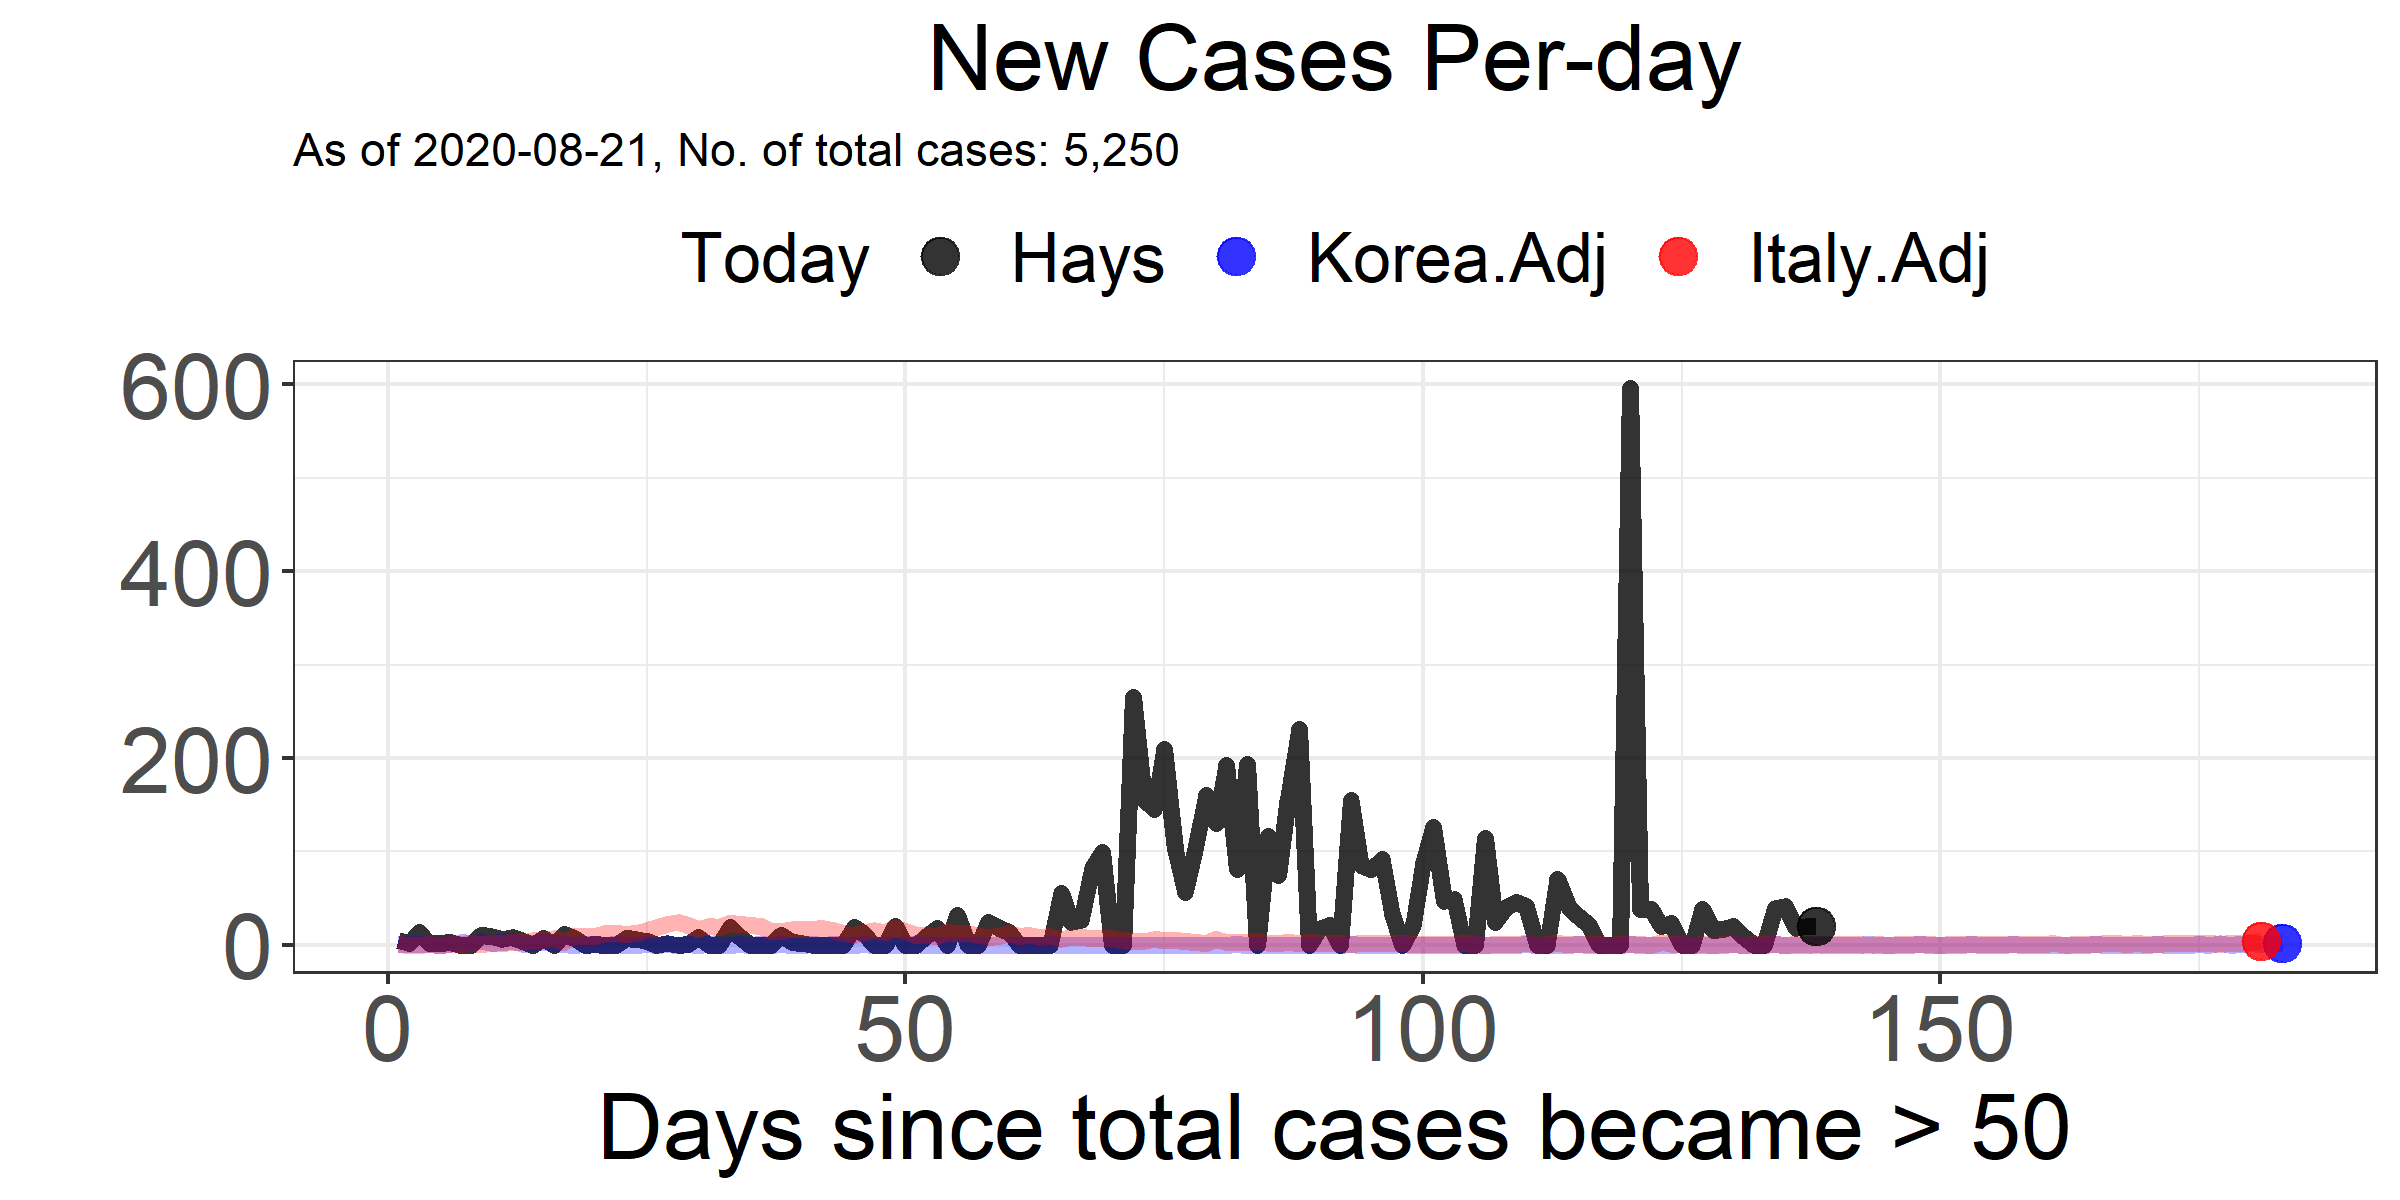 New Cases Per-day
As of 2020-08-21, No. of total cases: 5,250
Today Hays Korea.Adj Italy.Adj
600
400
200
0
0 50 100 150
Days since total cases became > 50